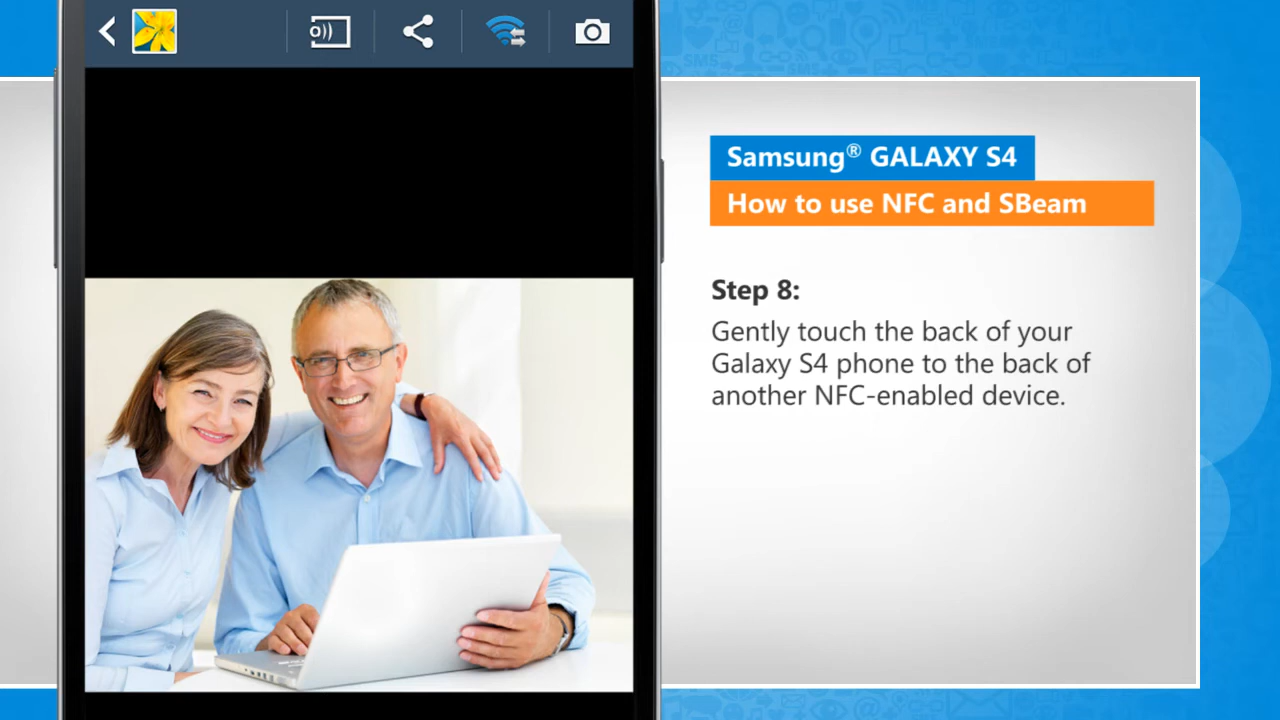 Samsung® GALAXY S4
How to use NFC and SBeam
Step 8:
Gently touch the back of your
Galaxy S4 phone to the back of
another NFC-enabled device.